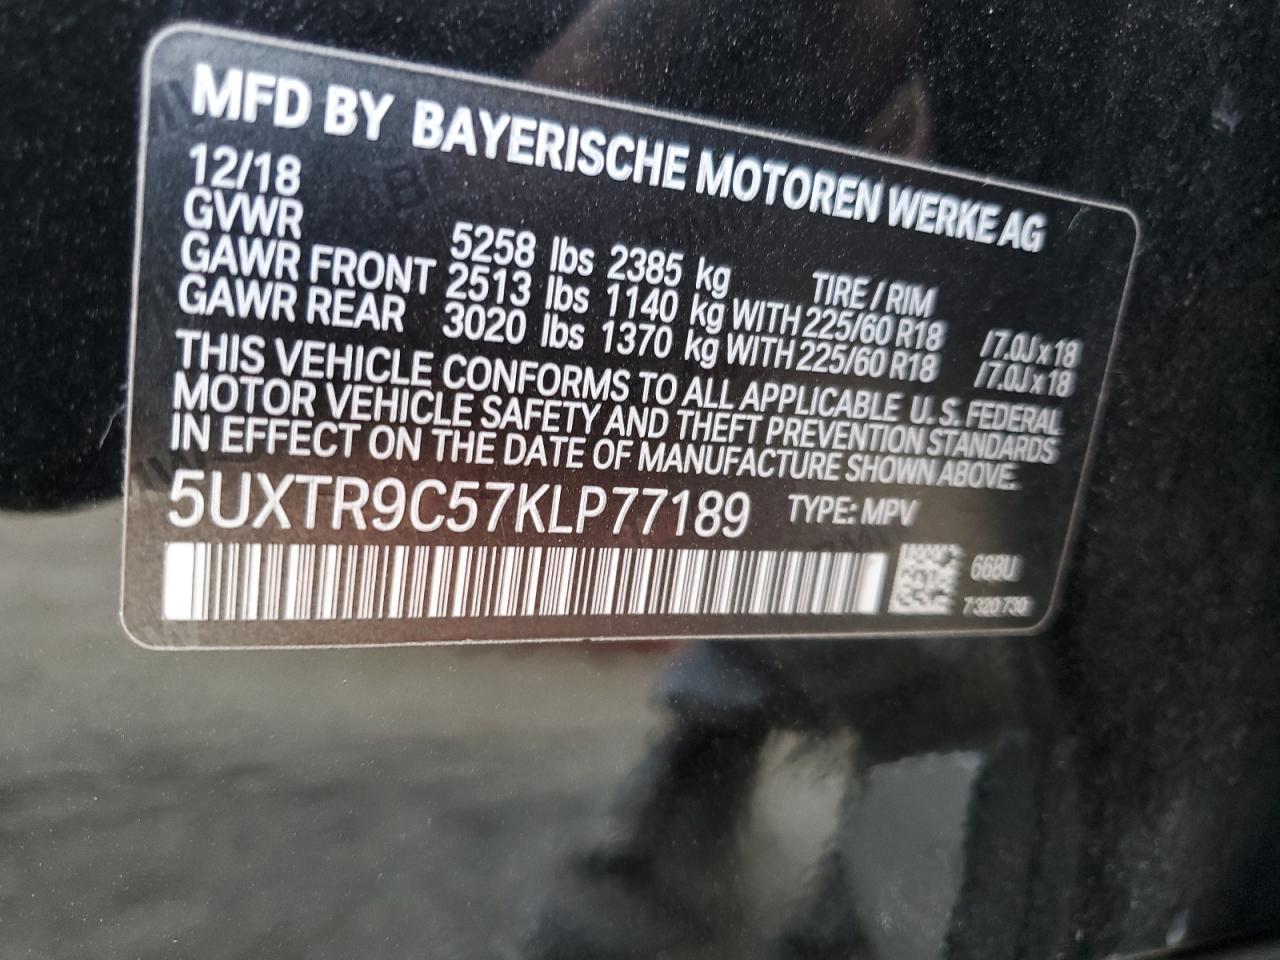 MFD BY BAYERISCHE MOTOREN WERKE AG
12/18
GVWR 5258 lbs 2385 kg TIRE / RIM
GAWR FRONT 2513 lbs 1140 kg WITH 225/60 R18 /7.0J x 18
GAWR REAR 3020 lbs 1370 kg WITH 225/60 R18 /7.0J x 18
THIS VEHICLE CONFORMS TO ALL APPLICABLE U. S. FEDERAL
MOTOR VEHICLE SAFETY AND THEFT PREVENTION STANDARDS
IN EFFECT ON THE DATE OF MANUFACTURE SHOWN ABOVE.
5UXTR9C57KLP77189 TYPE: MPV
668U
7 320 730